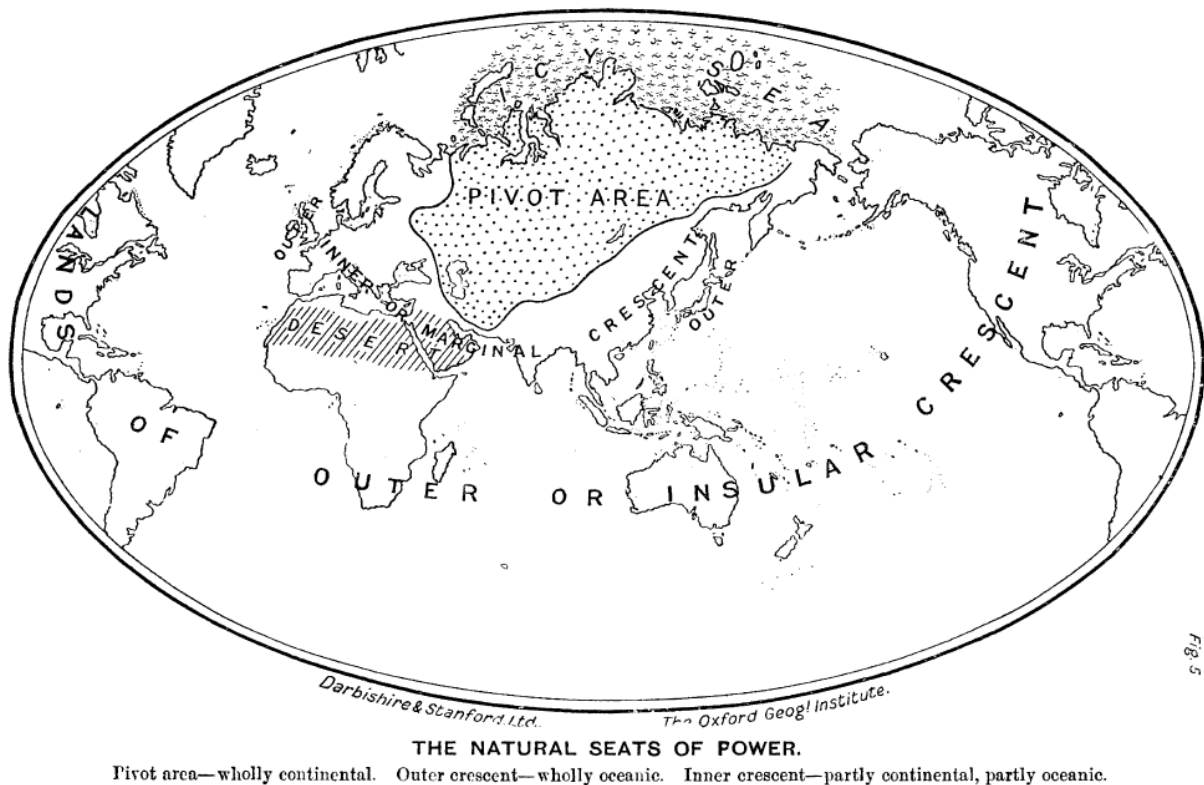 ICY SEA
PIVOT AREA
LANDS
OF
OUTER
INNER OR MARGINAL
CRESCENT
OUTER
DESERT
OUTER OR INSULAR CRESCENT
Fig. 5
Darbishire & Stanford, Ltd.
The Oxford Geogl Institute.
THE NATURAL SEATS OF POWER.
Pivot area—wholly continental. Outer crescent—wholly oceanic. Inner crescent—partly continental, partly oceanic.